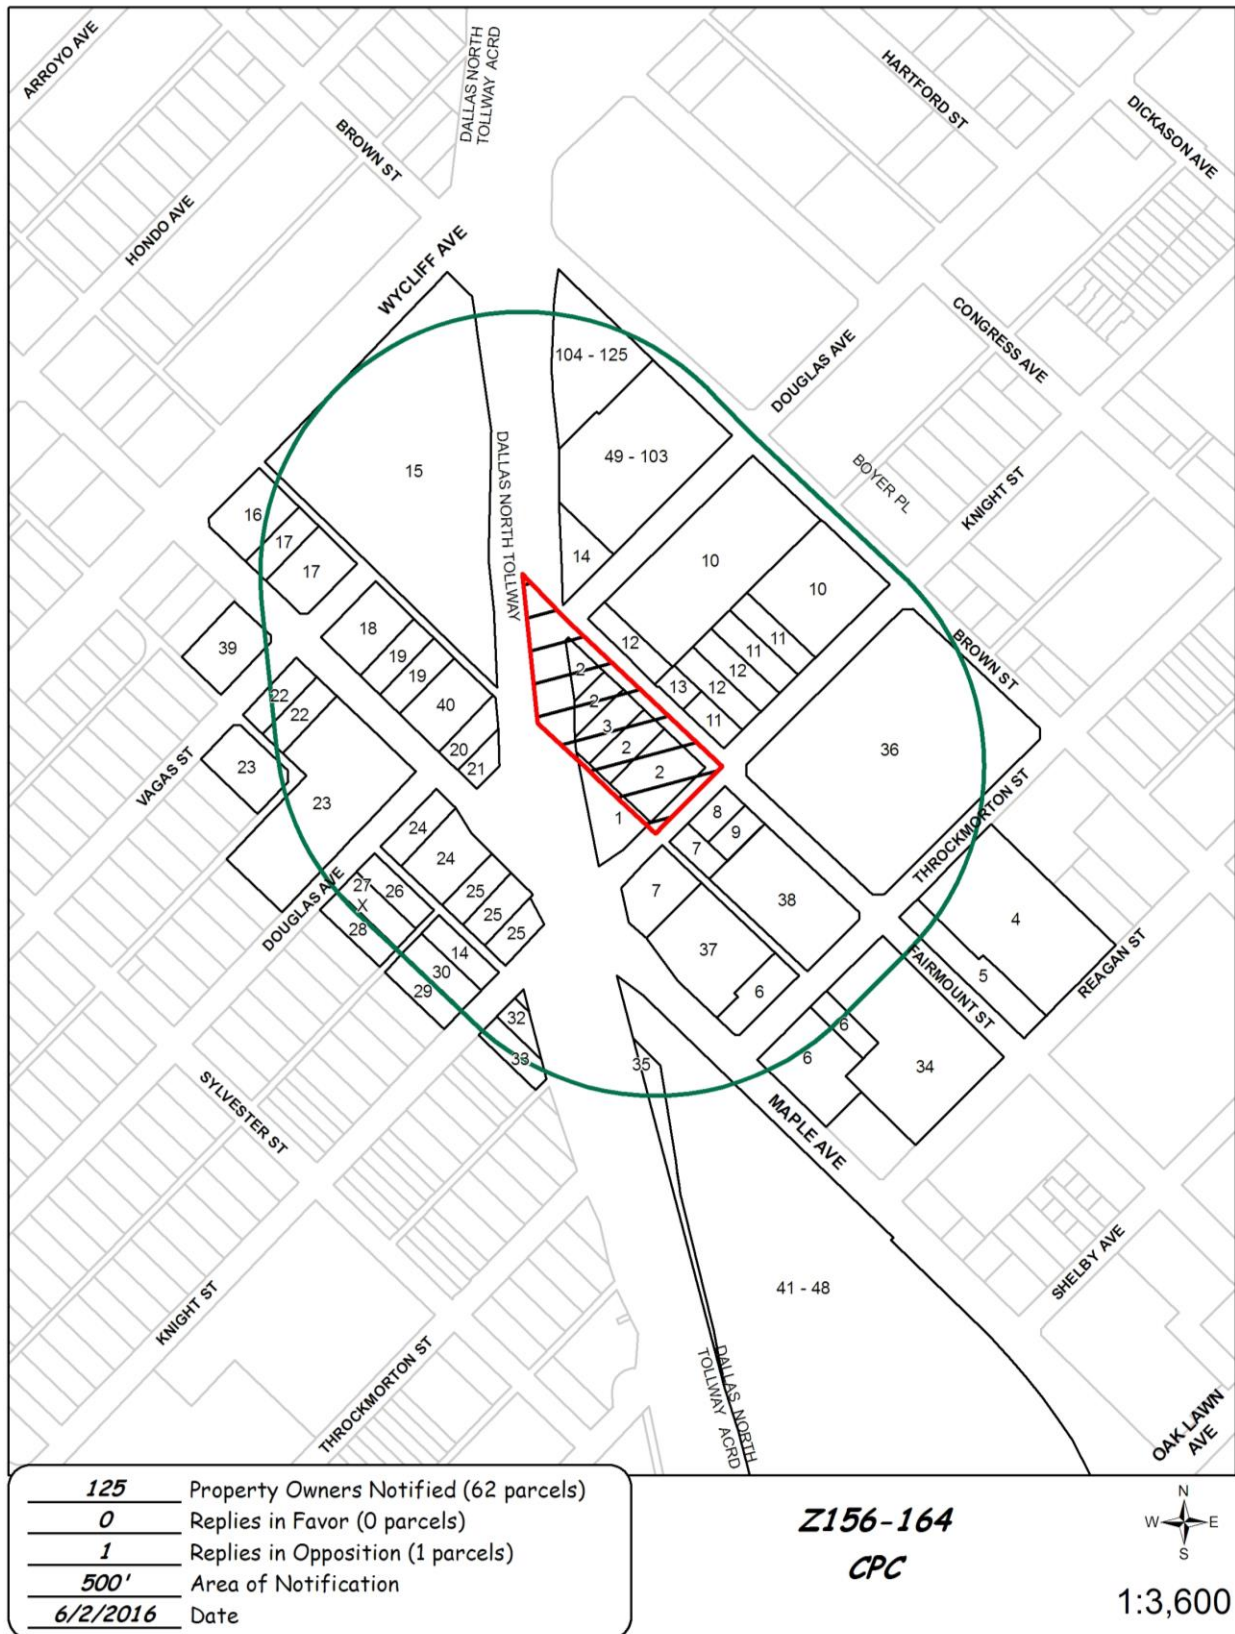 ARROYO AVE
DALLAS NORTH
TOLLWAY ACRD
HARTFORD ST
DICKASON AVE
BROWN ST
HONDO AVE
WYCLIFF AVE
CONGRESS AVE
DOUGLAS AVE
104 - 125
DALLAS NORTH TOLLWAY
49 - 103
15
BOYER PL
KNIGHT ST
16
17
17
14
10
10
18
19
19
40
20
21
39
22
22
12
11
11
12
12
13
11
2
2
3
2
2
1
BROWN ST
36
VAGAS ST
23
23
8
9
7
7
THROCKMORTON ST
24
24
25
25
25
27
X
26
28
DOUGLAS AVE
38
4
37
5
REAGAN ST
FAIRMOUNT ST
14
30
29
6
6
6
32
33
35
34
SYLVESTER ST
MAPLE AVE
41 - 48
SHELBY AVE
KNIGHT ST
THROCKMORTON ST
DALLAS NORTH
TOLLWAY ACRD
OAK LAWN
AVE
125 Property Owners Notified (62 parcels)
0 Replies in Favor (0 parcels)
1 Replies in Opposition (1 parcels)
500' Area of Notification
6/2/2016 Date
Z156-164
CPC
N
W E
S
1:3,600